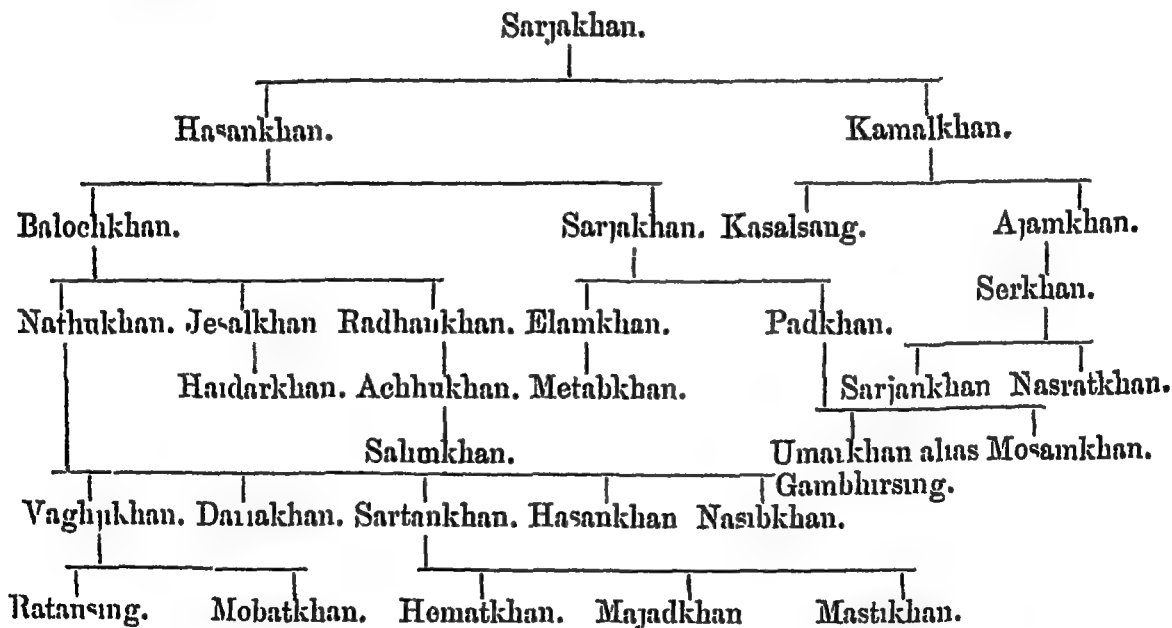 Sarjakhan.
Hasankhan. Kamalkhan.
Balochkhan. Sarjakhan. Kasalsang. Ajamkhan.
Serkhan.
Nathukhan. Jesalkhan Radhankhan. Elamkhan. Padkhan.
Haidarkhan. Achhukhan. Metabkhan. Sarjankhan Nasratkhan.
Salimkhan. Umarkhan alias Mosamkhan.
Gambhirsing.
Vaghjikhan. Dariakhan. Sartankhan. Hasankhan Nasibkhan.
Ratansing. Mobatkhan. Hematkhan. Majadkhan Mastikhan.